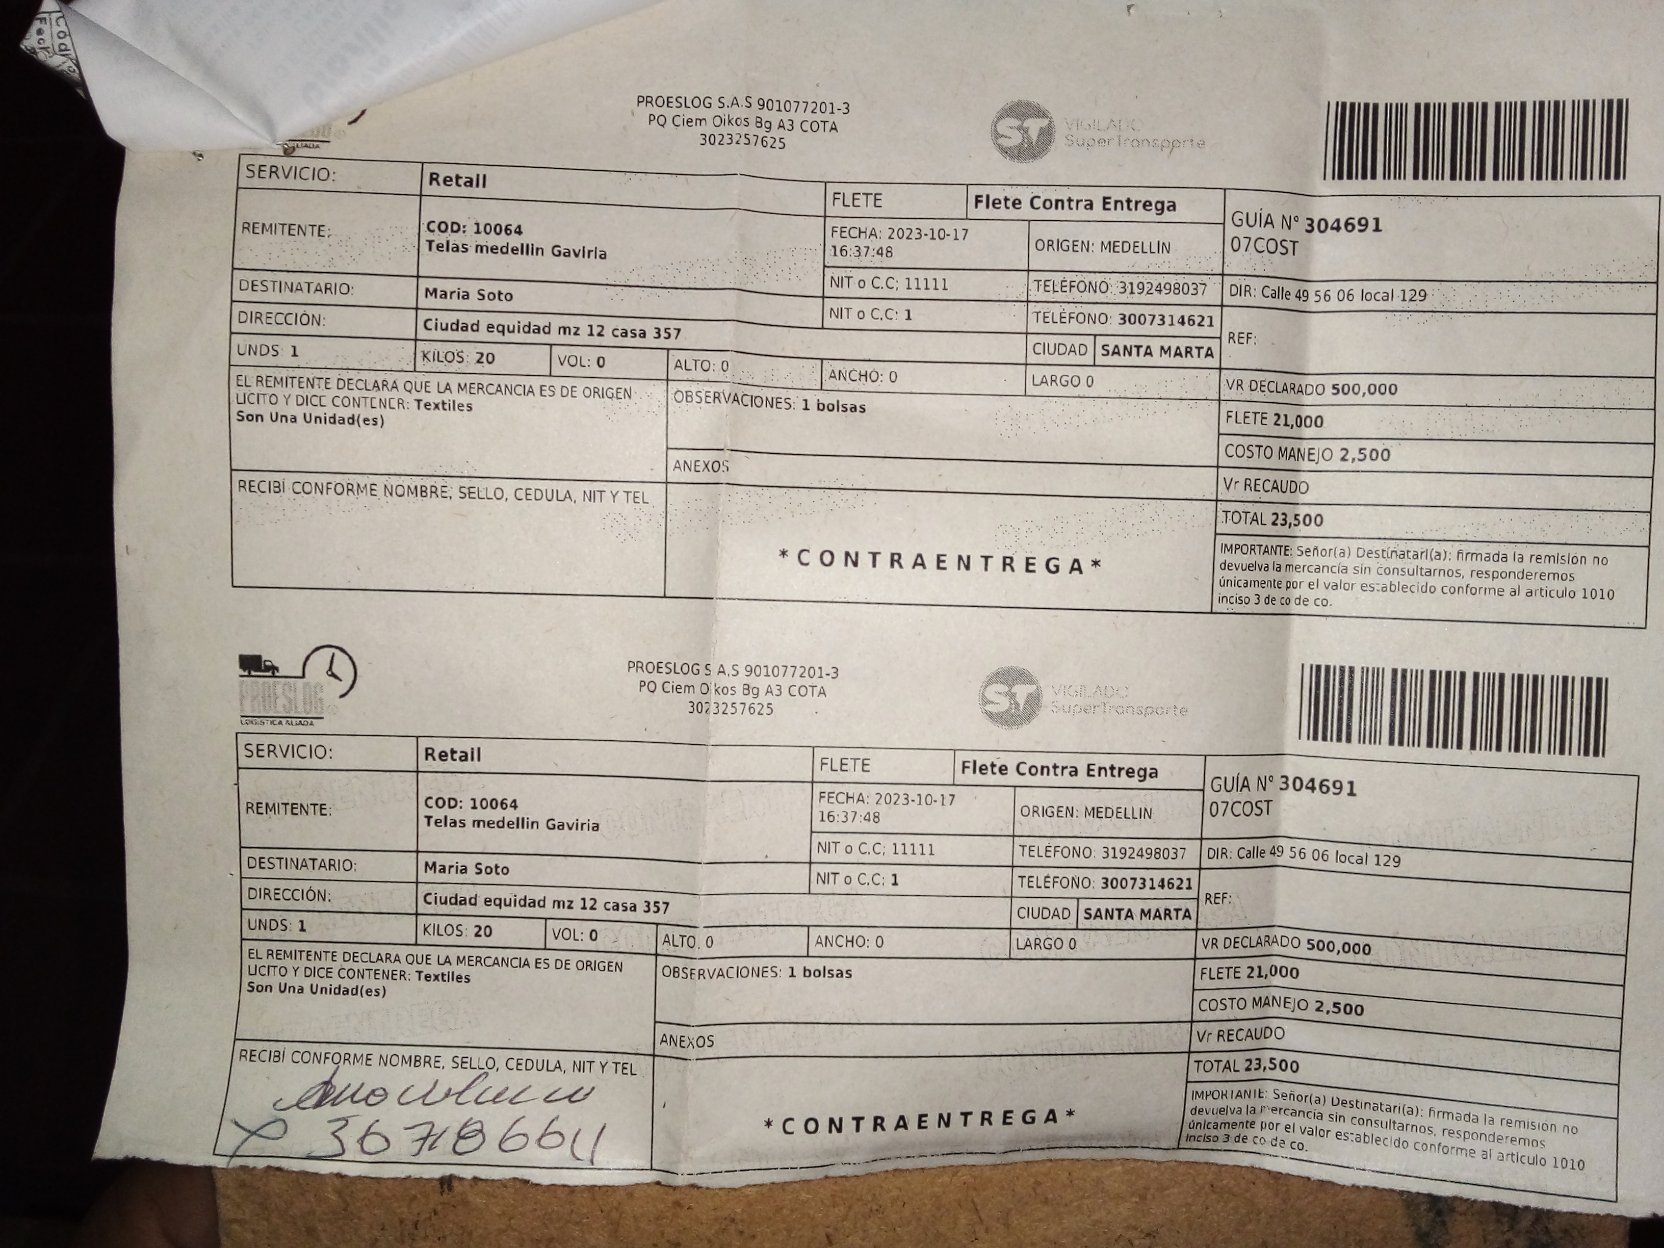 Cód
Fech
PROESLOG S.A.S 901077201-3
PQ Ciem Oikos Bg A3 COTA
3023257625
ST VIGILADO
SuperTransporte
SERVICIO: Retail
FLETE Flete Contra Entrega
GUÍA Nº 304691
07COST
REMITENTE: COD: 10064
Telas medellin Gaviria
FECHA: 2023-10-17
16:37:48
ORIGEN: MEDELLIN
NIT o C.C; 11111 TELÉFONO: 3192498037 DIR: Calle 49 56 06 local 129
DESTINATARIO: Maria Soto
NIT o C.C: 1 TELÉFONO: 3007314621 REF:
DIRECCIÓN: Ciudad equidad mz 12 casa 357
CIUDAD SANTA MARTA
UNDS: 1 KILOS: 20 VOL: 0 ALTO: 0 ANCHO: 0 LARGO 0 VR DECLARADO 500,000
EL REMITENTE DECLARA QUE LA MERCANCIA ES DE ORIGEN
LICITO Y DICE CONTENER: Textiles
Son Una Unidad(es)
OBSERVACIONES: 1 bolsas
FLETE 21,000
COSTO MANEJO 2,500
ANEXOS
Vr RECAUDO
RECIBÍ CONFORME NOMBRE, SELLO, CEDULA, NIT Y TEL
TOTAL 23,500
*CONTRAENTREGA*
IMPORTANTE: Señor(a) Destinatari(a): firmada la remisión no
devuelva la mercancía sin consultarnos, responderemos
únicamente por el valor establecido conforme al articulo 1010
inciso 3 de co de co.
PROESLOG
LOGISTICA ALIADA
PROESLOG S.A.S 901077201-3
PQ Ciem Oikos Bg A3 COTA
3023257625
ST VIGILADO
SuperTransporte
SERVICIO: Retail
FLETE Flete Contra Entrega
GUÍA Nº 304691
07COST
REMITENTE: COD: 10064
Telas medellin Gaviria
FECHA: 2023-10-17
16:37:48
ORIGEN: MEDELLIN
NIT o C.C; 11111 TELÉFONO: 3192498037 DIR: Calle 49 56 06 local 129
DESTINATARIO: Maria Soto
NIT o C.C: 1 TELÉFONO: 3007314621 REF:
DIRECCIÓN: Ciudad equidad mz 12 casa 357
CIUDAD SANTA MARTA
UNDS: 1 KILOS: 20 VOL: 0 ALTO. 0 ANCHO: 0 LARGO 0 VR DECLARADO 500,000
EL REMITENTE DECLARA QUE LA MERCANCIA ES DE ORIGEN
LICITO Y DICE CONTENER: Textiles
Son Una Unidad(es)
OBSERVACIONES: 1 bolsas
FLETE 21,000
COSTO MANEJO 2,500
ANEXOS
Vr RECAUDO
RECIBÍ CONFORME NOMBRE, SELLO, CEDULA, NIT Y TEL
TOTAL 23,500
36718664
*CONTRAENTREGA*
IMPORTANTE: Señor(a) Destinatari(a): firmada la remisión no
devuelva la mercancía sin consultarnos, responderemos
únicamente por el valor establecido conforme al articulo 1010
inciso 3 de co de co.